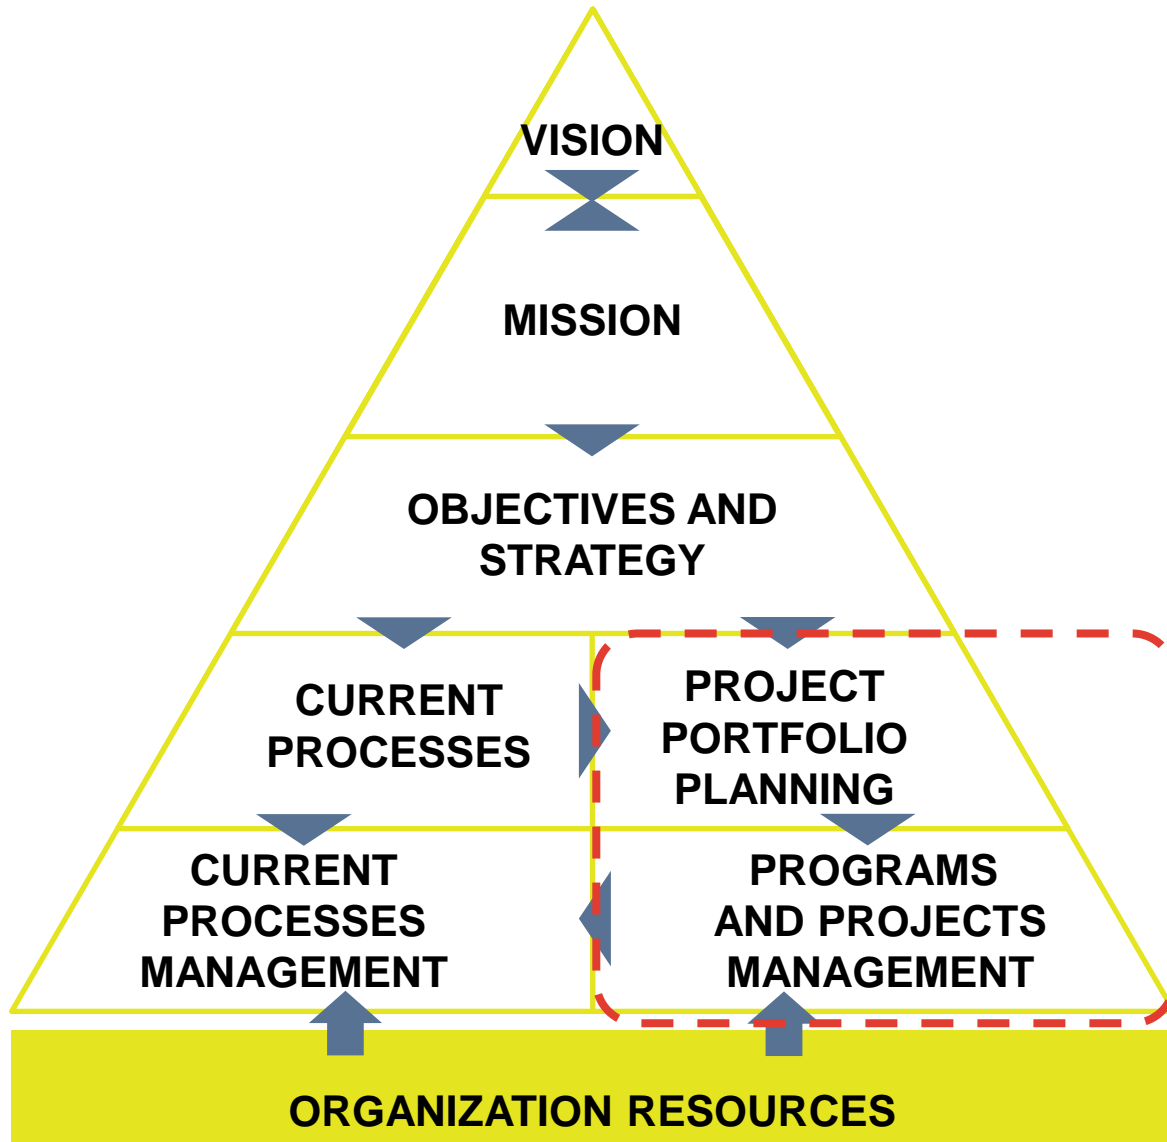 VISION
MISSION
OBJECTIVES AND
STRATEGY
CURRENT
PROCESSES
PROJECT
PORTFOLIO
PLANNING
CURRENT
PROCESSES
MANAGEMENT
PROGRAMS
AND PROJECTS
MANAGEMENT
ORGANIZATION RESOURCES